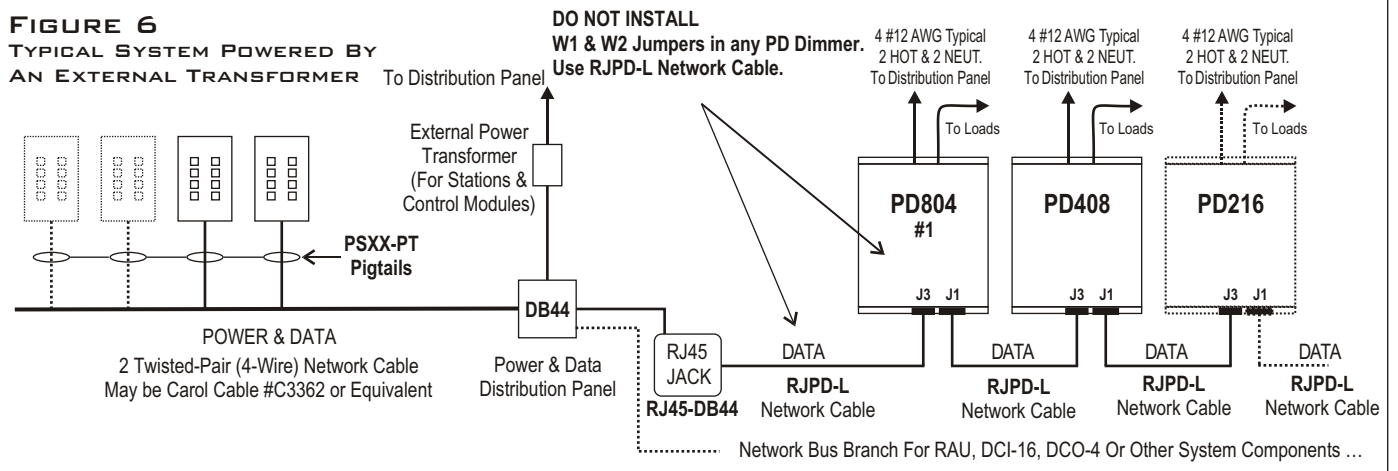 FIGURE 6
TYPICAL SYSTEM POWERED BY
AN EXTERNAL TRANSFORMER
To Distribution Panel
DO NOT INSTALL
W1 & W2 Jumpers in any PD Dimmer.
Use RJPD-L Network Cable.
4 #12 AWG Typical
2 HOT & 2 NEUT.
To Distribution Panel
4 #12 AWG Typical
2 HOT & 2 NEUT.
To Distribution Panel
4 #12 AWG Typical
2 HOT & 2 NEUT.
To Distribution Panel
To Loads
To Loads
To Loads
External Power
Transformer
(For Stations &
Control Modules)
PD804
#1
PD408
PD216
PSXX-PT
Pigtails
J3 J1
J3 J1
J3 J1
DB44
POWER & DATA
2 Twisted-Pair (4-Wire) Network Cable
May be Carol Cable #C3362 or Equivalent
Power & Data
Distribution Panel
RJ45
JACK
RJ45-DB44
DATA
RJPD-L
Network Cable
DATA
RJPD-L
Network Cable
DATA
RJPD-L
Network Cable
DATA
RJPD-L
Network Cable
Network Bus Branch For RAU, DCI-16, DCO-4 Or Other System Components ...